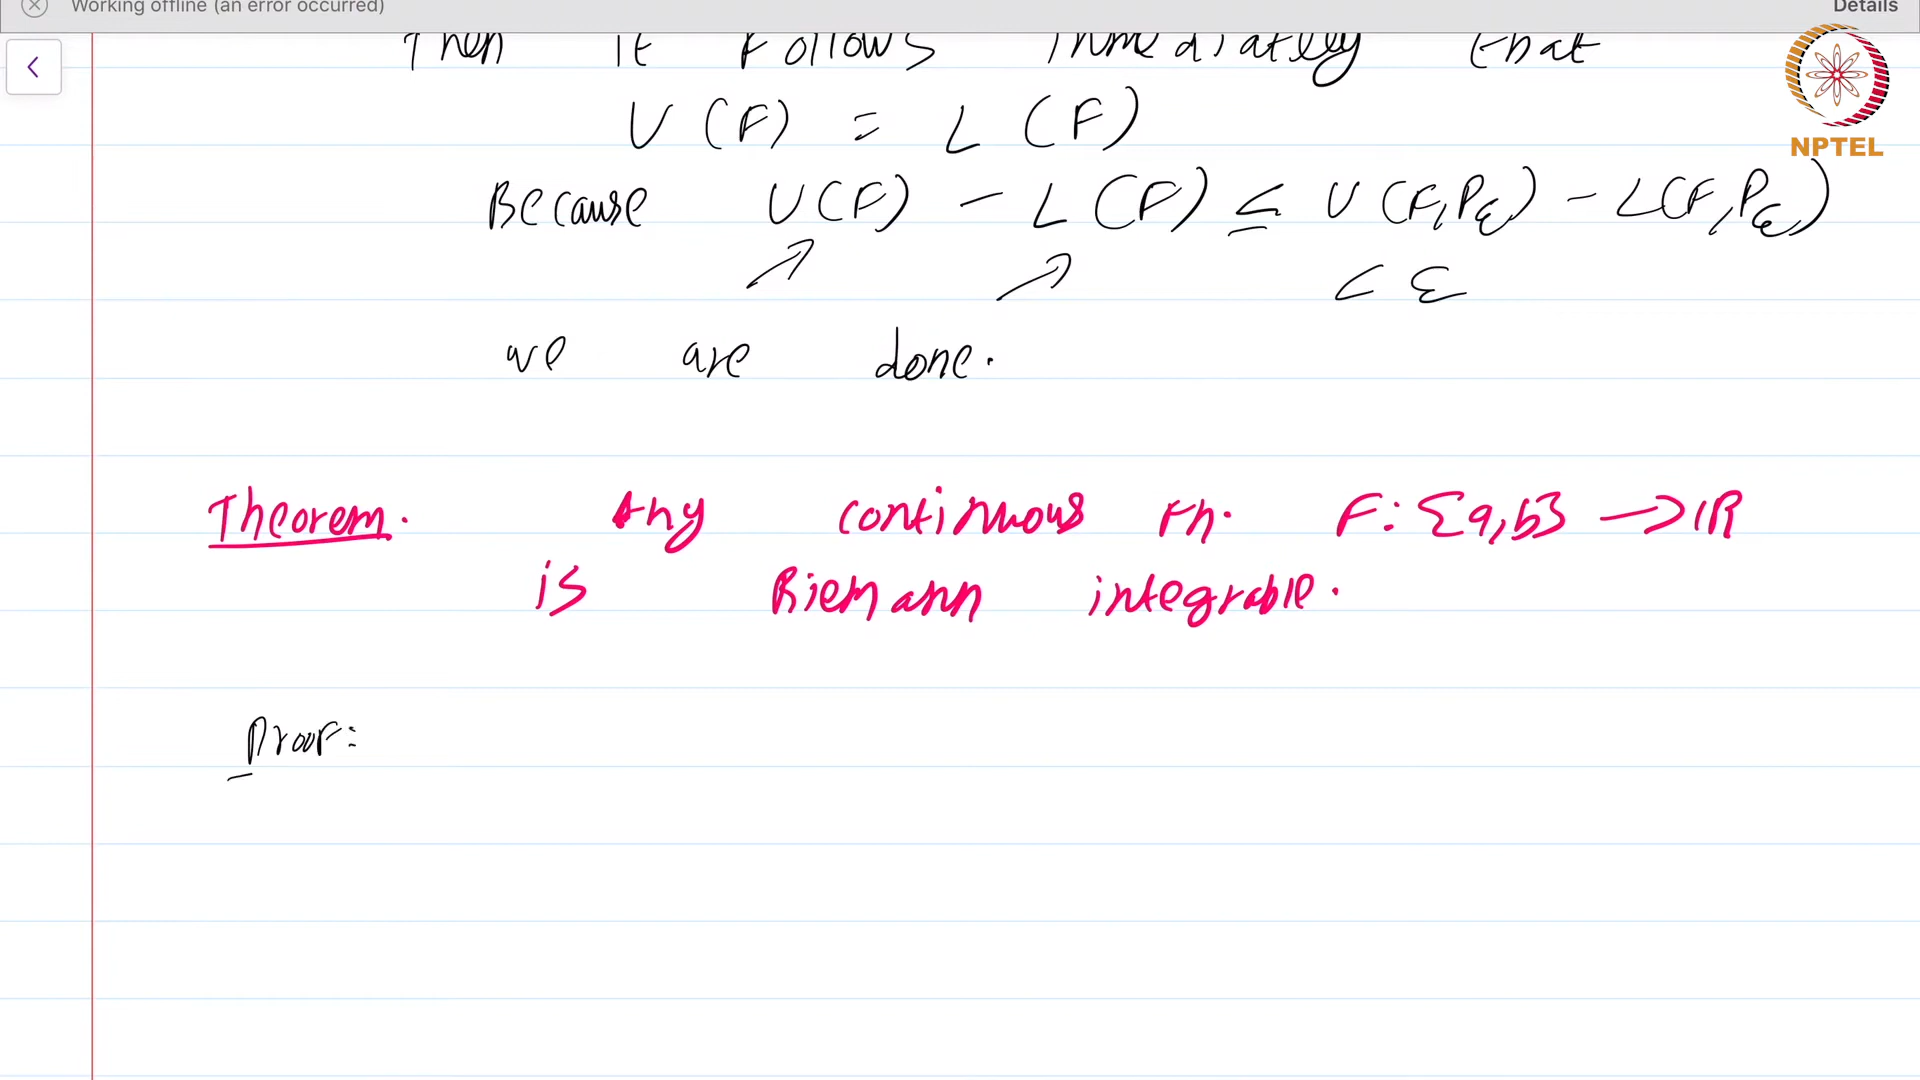 Working offline (an error occurred) Details
Then it follows immediately that
U (F) = L (F)
NPTEL
Because U(F) - L (F) ≤ U (F,Pε) - L(F,Pε)
< ε
we are done.
Theorem. Any continuous Fn. F: [a,b] → IR
is Riemann integrable.
Proof: